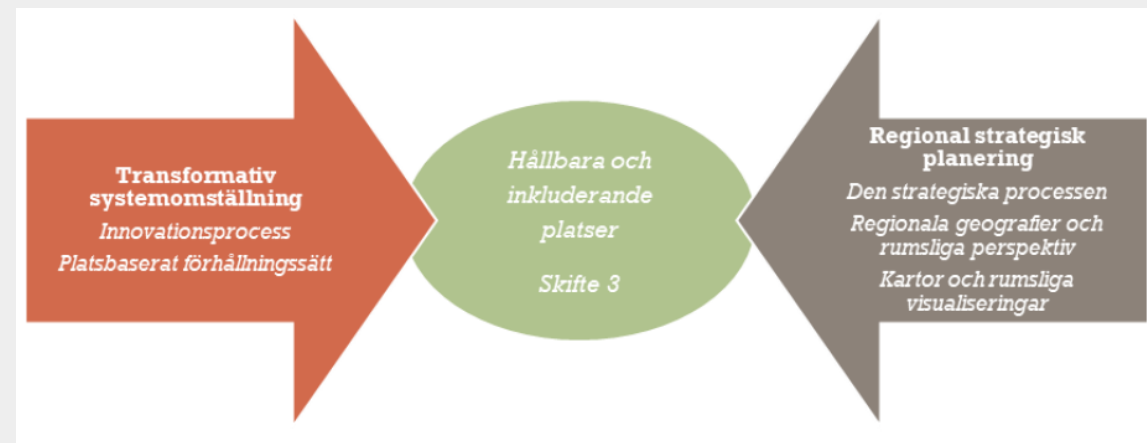 Transformativ
systemomställning
Innovationsprocess
Platsbaserat förhållningssätt
Hållbara och
inkluderande
platser
Skifte 3
Regional strategisk
planering
Den strategiska processen
Regionala geografier och
rumsliga perspektiv
Kartor och rumsliga
visualiseringar